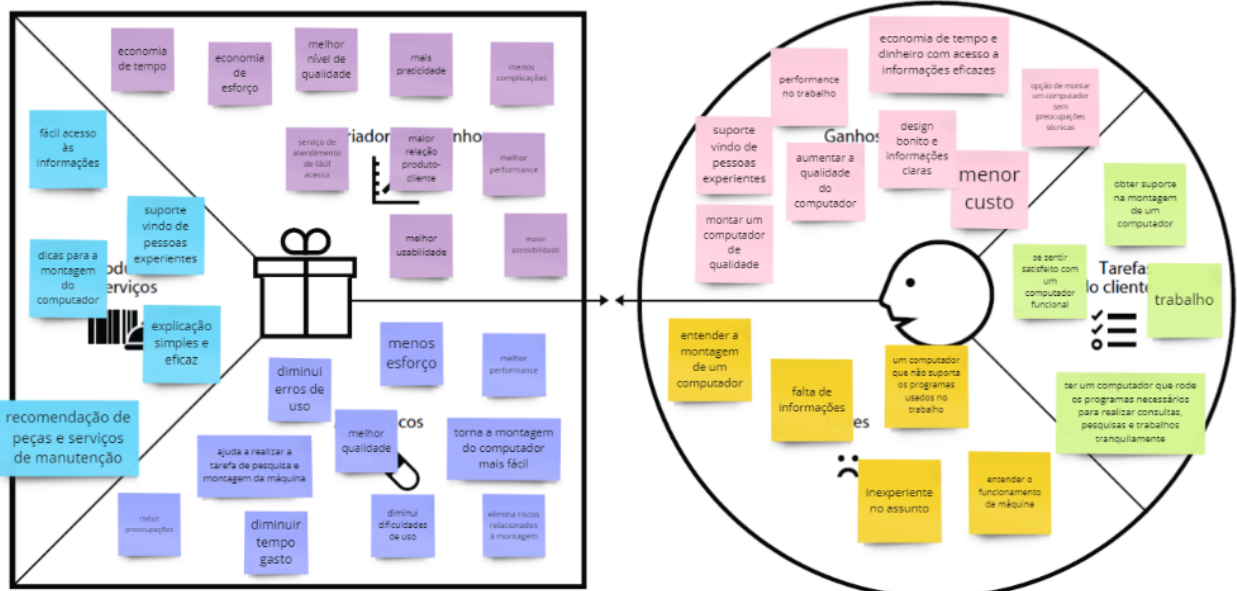 economia
de tempo
economia
de
esforço
melhor
nível de
qualidade
mais
praticidade
menos
complicações
serviço de
atendimento
de fácil
acesso
maior
relação
produto-
cliente
melhor
performance
melhor
usabilidade
maior
acessibilidade
fácil acesso
às
informações
suporte
vindo de
pessoas
experientes
dicas para a
montagem
do
computador
erviços
explicação
simples e
eficaz
recomendação de
peças e serviços
de manutenção
menos
esforço
melhor
performance
diminui
erros de
uso
melhor
qualidade
torna a montagem
do computador
mais fácil
ajuda a realizar a
tarefa de pesquisa e
montagem da máquina
reduz
preocupações
diminuir
tempo
gasto
diminui
dificuldades
de uso
elimina riscos
relacionados
à montagem
economia de tempo e
dinheiro com acesso a
informações eficazes
performance
no trabalho
opção de montar
um computador
sem
preocupações
técnicas
Ganhos
suporte
vindo de
pessoas
experientes
aumentar a
qualidade
do
computador
design
bonito e
informações
claras
menor
custo
montar um
computador
de
qualidade
obter suporte
na montagem
de um
computador
se sentir
satisfeito com
um
computador
funcional
Tarefas
do cliente
trabalho
ter um computador que rode
os programas necessários
para realizar consultas,
pesquisas e trabalhos
tranquilamente
entender a
montagem
de um
computador
falta de
informações
um computador
que não suporta
os programas
usados no
trabalho
inexperiente
no assunto
entender o
funcionamento
da máquina